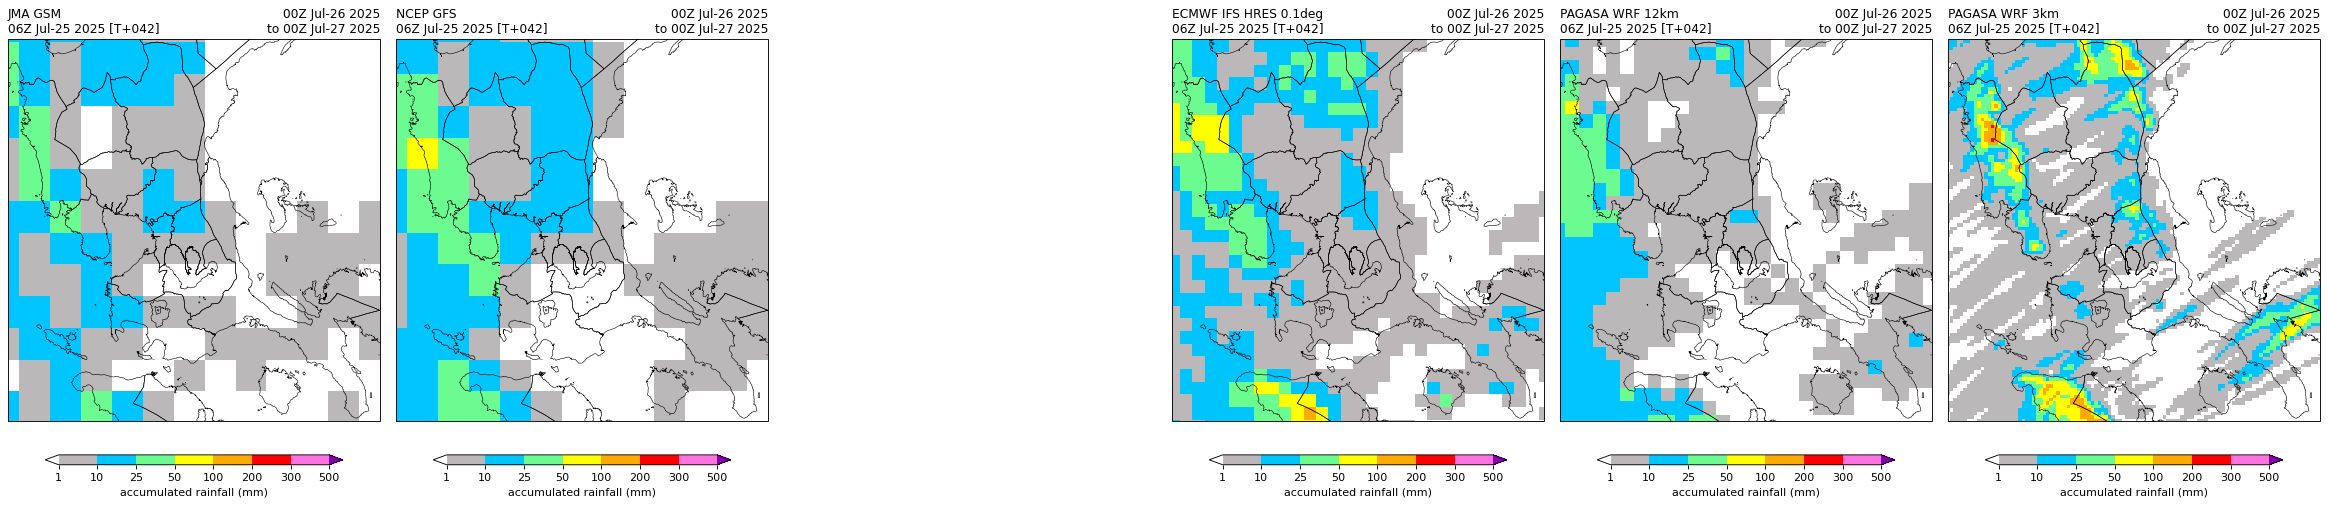 JMA GSM 00Z Jul-26 2025
06Z Jul-25 2025 [T+042] to 00Z Jul-27 2025
NCEP GFS 00Z Jul-26 2025
06Z Jul-25 2025 [T+042] to 00Z Jul-27 2025
ECMWF IFS HRES 0.1deg 00Z Jul-26 2025
06Z Jul-25 2025 [T+042] to 00Z Jul-27 2025
PAGASA WRF 12km 00Z Jul-26 2025
06Z Jul-25 2025 [T+042] to 00Z Jul-27 2025
PAGASA WRF 3km 00Z Jul-26 2025
06Z Jul-25 2025 [T+042] to 00Z Jul-27 2025
1 10 25 50 100 200 300 500
accumulated rainfall (mm)
1 10 25 50 100 200 300 500
accumulated rainfall (mm)
1 10 25 50 100 200 300 500
accumulated rainfall (mm)
1 10 25 50 100 200 300 500
accumulated rainfall (mm)
1 10 25 50 100 200 300 500
accumulated rainfall (mm)